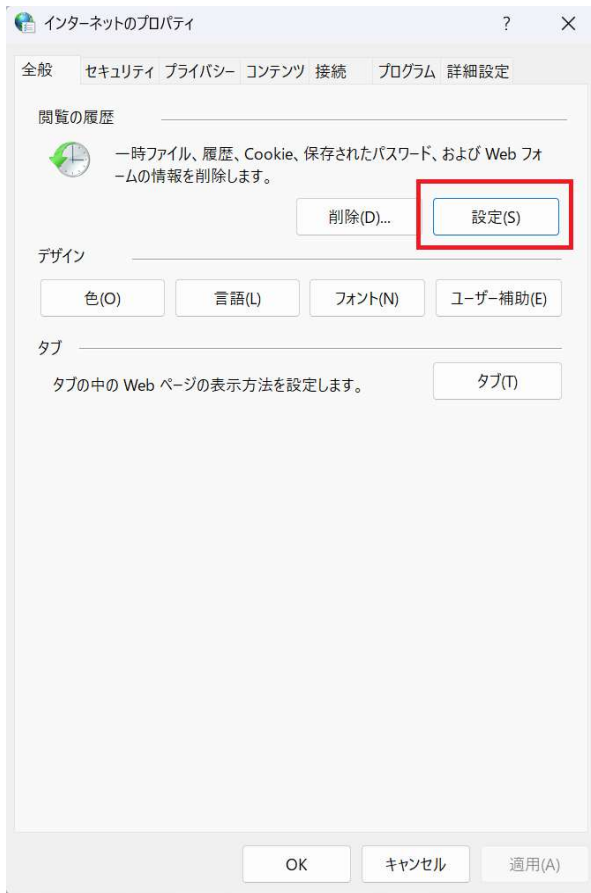 インターネットのプロパティ ?
全般 セキュリティ プライバシー コンテンツ 接続 プログラム 詳細設定
閲覧の履歴
一時ファイル、履歴、Cookie、保存されたパスワード、および Web フォ
ームの情報を削除します。
削除(D)... 設定(S)
デザイン
色(O) 言語(L) フォント(N) ユーザー補助(E)
タブ
タブの中の Web ページの表示方法を設定します。 タブ(T)
OK キャンセル 適用(A)